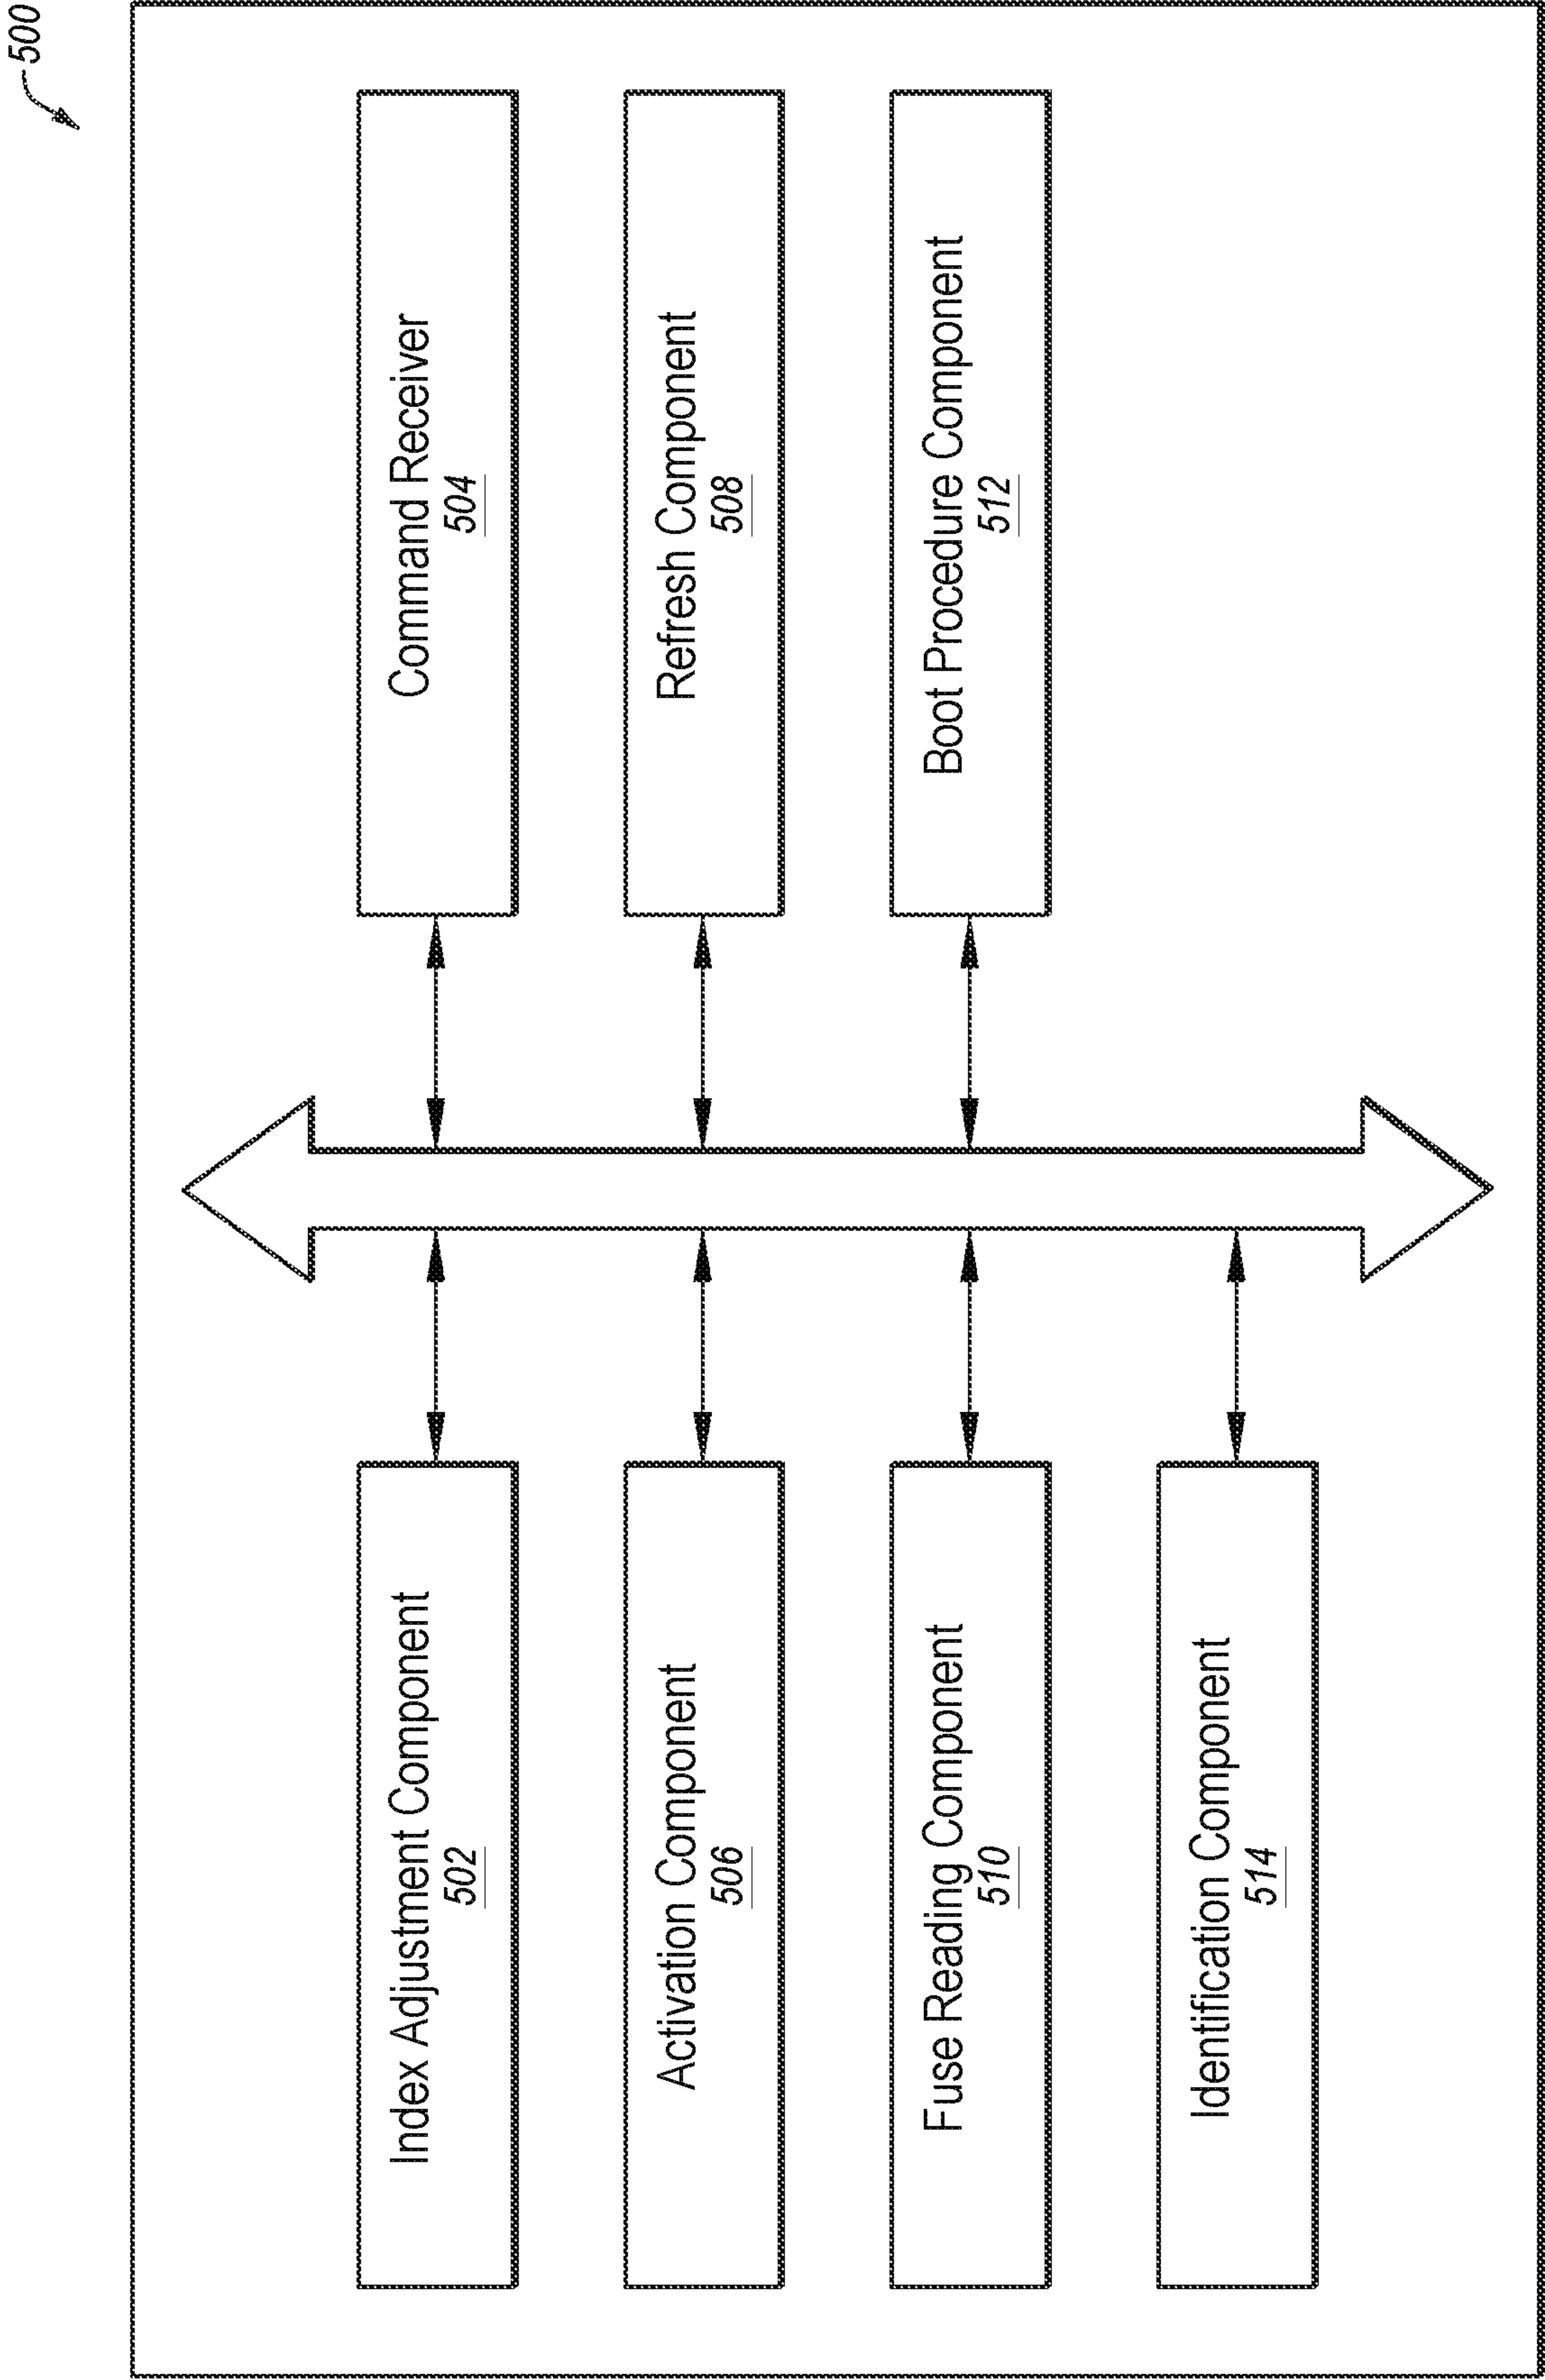 500
Index Adjustment Component
502
Command Receiver
504
Activation Component
506
Refresh Component
508
Fuse Reading Component
510
Boot Procedure Component
512
Identification Component
514